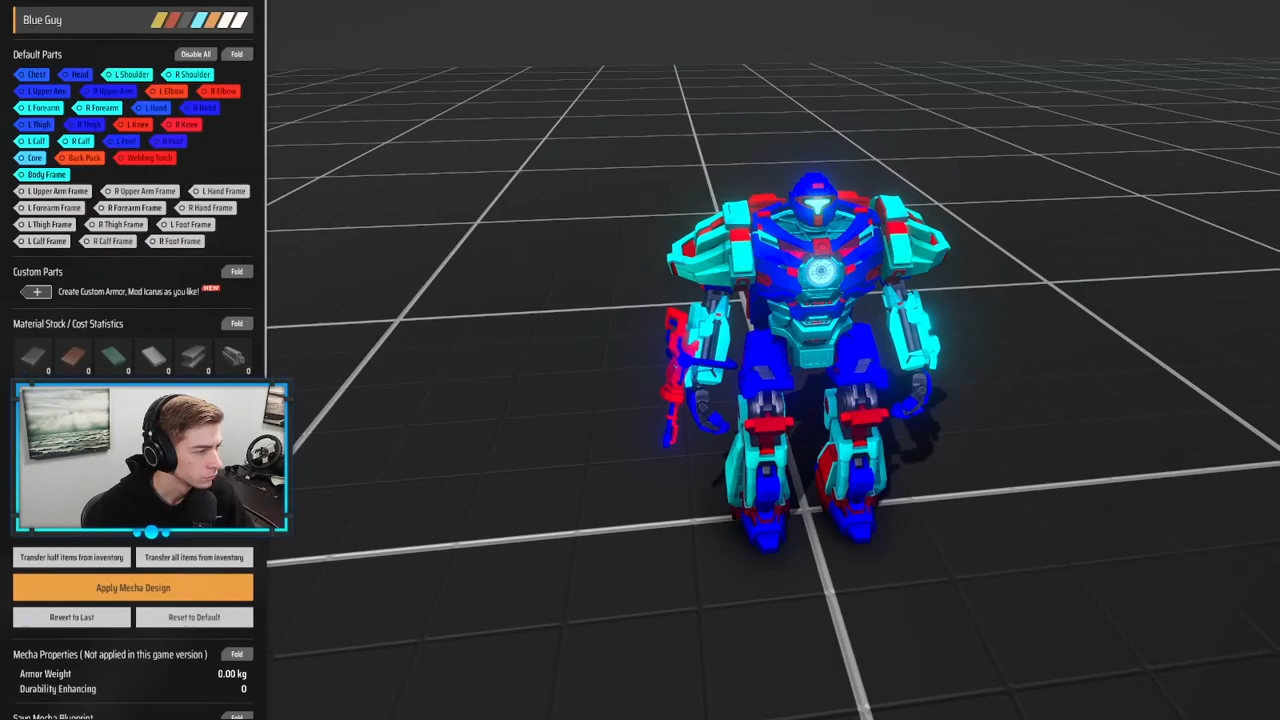 Blue Guy
Default Parts Disable All Fold
Chest Head L Shoulder R Shoulder
L Upper Arm R Upper Arm L Elbow R Elbow
L Forearm R Forearm L Hand R Hand
L Thigh R Thigh L Knee R Knee
L Calf R Calf L Foot R Foot
Core Back Pack Welding Torch
Body Frame
L Upper Arm Frame R Upper Arm Frame L Hand Frame
L Forearm Frame R Forearm Frame R Hand Frame
L Thigh Frame R Thigh Frame L Foot Frame
L Calf Frame R Calf Frame R Foot Frame
Custom Parts Fold
+ Create Custom Armor, Mod Icarus as you like! NEW
Material Stock / Cost Statistics Fold
0 0 0 0 0 0
Transfer half items from inventory Transfer all items from inventory
Apply Mecha Design
Revert to Last Reset to Default
Mecha Properties ( Not applied in this game version ) Fold
Armor Weight 0.00 kg
Durability Enhancing 0
Save Mecha Blueprint Fold